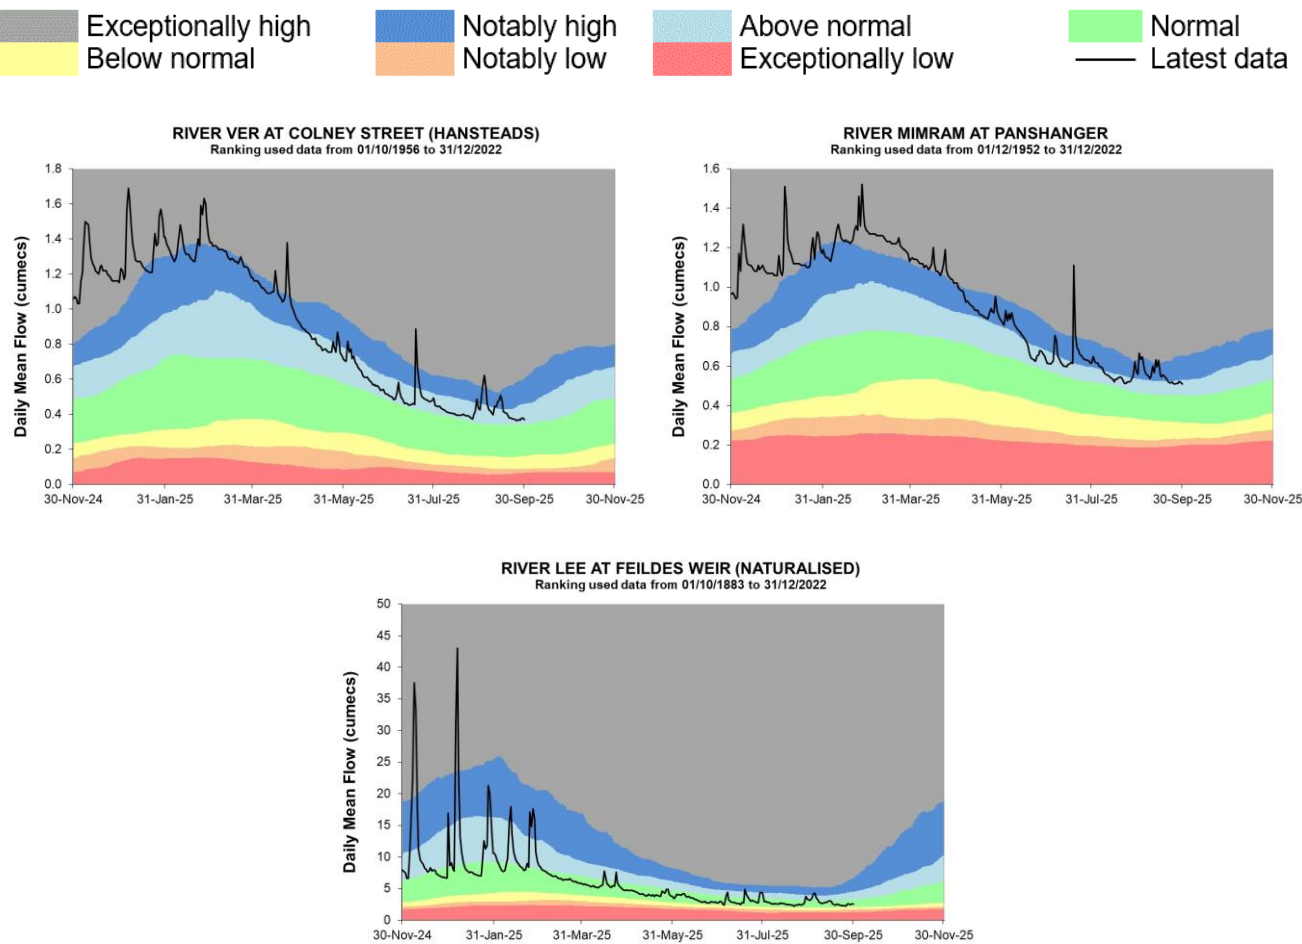 Exceptionally high Notably high Above normal Normal
Below normal Notably low Exceptionally low Latest data
RIVER VER AT COLNEY STREET (HANSTEADS)
Ranking used data from 01/10/1956 to 31/12/2022
Daily Mean Flow (cumecs)
1.8
1.6
1.4
1.2
1.0
0.8
0.6
0.4
0.2
0.0
30-Nov-24 31-Jan-25 31-Mar-25 31-May-25 31-Jul-25 30-Sep-25 30-Nov-25
RIVER MIMRAM AT PANSHANGER
Ranking used data from 01/12/1952 to 31/12/2022
Daily Mean Flow (cumecs)
1.6
1.4
1.2
1.0
0.8
0.6
0.4
0.2
0.0
30-Nov-24 31-Jan-25 31-Mar-25 31-May-25 31-Jul-25 30-Sep-25 30-Nov-25
RIVER LEE AT FEILDES WEIR (NATURALISED)
Ranking used data from 01/10/1883 to 31/12/2022
Daily Mean Flow (cumecs)
50
45
40
35
30
25
20
15
10
5
0
30-Nov-24 31-Jan-25 31-Mar-25 31-May-25 31-Jul-25 30-Sep-25 30-Nov-25